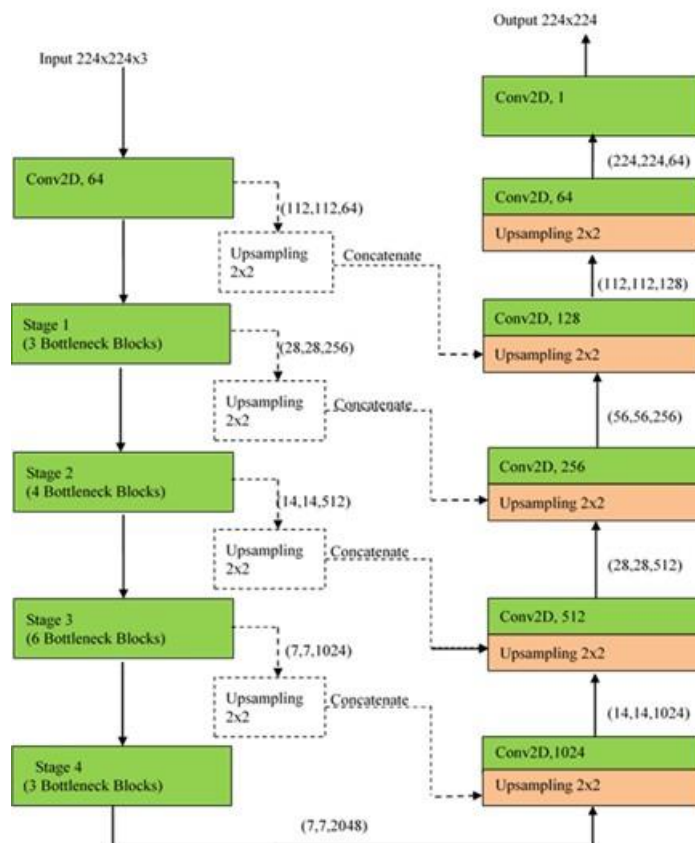 Input 224x224x3
Conv2D, 64
(112,112,64)
Upsampling
2x2
Concatenate
Stage 1
(3 Bottleneck Blocks)
(28,28,256)
Upsampling
2x2
Concatenate
Stage 2
(4 Bottleneck Blocks)
(14,14,512)
Upsampling
2x2
Concatenate
Stage 3
(6 Bottleneck Blocks)
(7,7,1024)
Upsampling
2x2
Concatenate
Stage 4
(3 Bottleneck Blocks)
(7,7,2048)
Output 224x224
Conv2D, 1
(224,224,64)
Conv2D, 64
Upsampling 2x2
(112,112,128)
Conv2D, 128
Upsampling 2x2
(56,56,256)
Conv2D, 256
Upsampling 2x2
(28,28,512)
Conv2D, 512
Upsampling 2x2
(14,14,1024)
Conv2D,1024
Upsampling 2x2